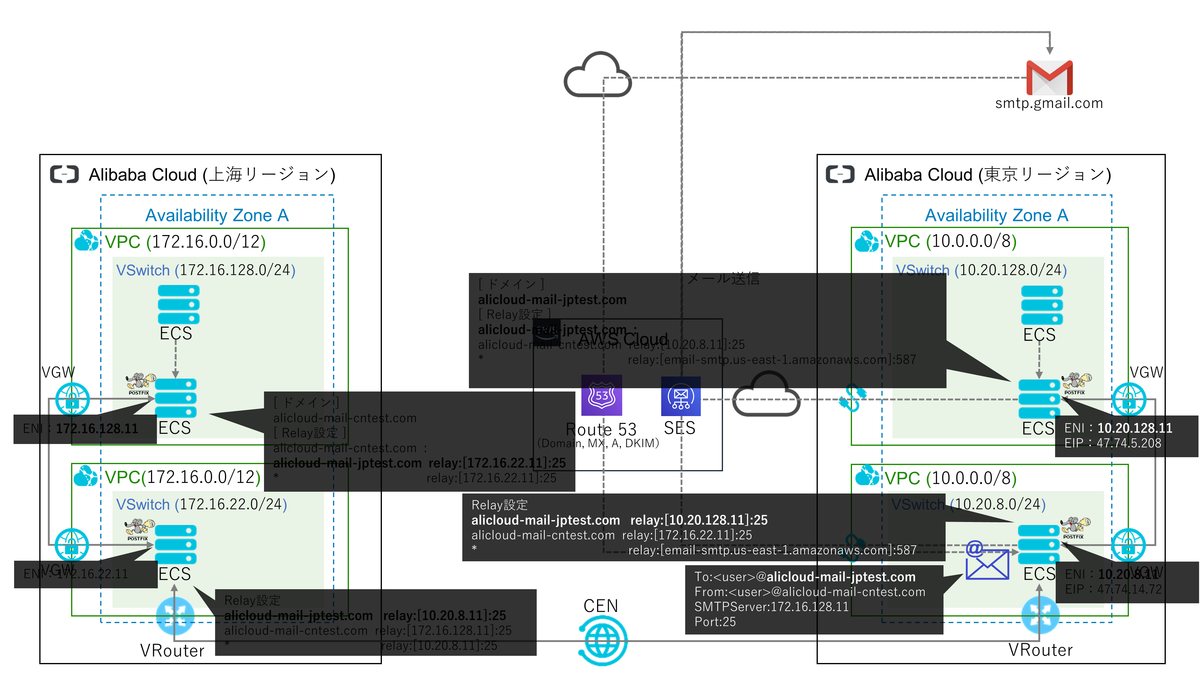 smtp.gmail.com
Alibaba Cloud (上海リージョン)
Availability Zone A
VPC (172.16.0.0/12)
VSwitch (172.16.128.0/24)
ECS
VGW
POSTFIX
ECS
ENI：172.16.128.11
[ ドメイン ]
alicloud-mail-cntest.com
[ Relay設定 ]
alicloud-mail-cntest.com :
alicloud-mail-jptest.com relay:[172.16.22.11]:25
* relay:[172.16.22.11]:25
VPC(172.16.0.0/12)
VSwitch (172.16.22.0/24)
POSTFIX
VGW
ECS
ENI：172.16.22.11
Relay設定
alicloud-mail-jptest.com relay:[10.20.8.11]:25
alicloud-mail-cntest.com relay:[172.16.128.11]:25
* relay:[10.20.8.11]:25
VRouter
メール送信
[ ドメイン ]
alicloud-mail-jptest.com
[ Relay設定 ]
alicloud-mail-jptest.com :
alicloud-mail-cntest.com relay:[10.20.8.11]:25
* relay:[email-smtp.us-east-1.amazonaws.com]:587
AWS Cloud
53
Route 53
(Domain, MX, A, DKIM)
SES
Relay設定
alicloud-mail-jptest.com relay:[10.20.128.11]:25
alicloud-mail-cntest.com relay:[172.16.22.11]:25
* relay:[email-smtp.us-east-1.amazonaws.com]:587
To:<user>@alicloud-mail-jptest.com
From:<user>@alicloud-mail-cntest.com
SMTPServer:172.16.128.11
Port:25
CEN
Alibaba Cloud (東京リージョン)
Availability Zone A
VPC (10.0.0.0/8)
VSwitch (10.20.128.0/24)
ECS
VGW
POSTFIX
ECS
ENI：10.20.128.11
EIP：47.74.5.208
VPC (10.0.0.0/8)
VSwitch (10.20.8.0/24)
POSTFIX
@
ECS
VGW
ENI：10.20.8.11
EIP：47.74.14.72
VRouter